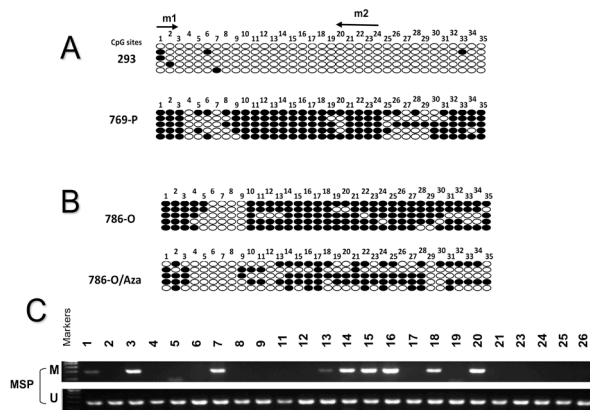 m1 m2
A
CpG sites
1 2 3 4 5 6 7 8 9 10 11 12 13 14 15 16 17 18 19 20 21 22 23 24 25 26 27 28 29 30 31 32 33 34 35
293
1 2 3 4 5 6 7 8 9 10 11 12 13 14 15 16 17 18 19 20 21 22 23 24 25 26 27 28 29 30 31 32 33 34 35
769-P
B
1 2 3 4 5 6 7 8 9 10 11 12 13 14 15 16 17 18 19 20 21 22 23 24 25 26 27 28 29 30 31 32 33 34 35
786-O
1 2 3 4 5 6 7 8 9 10 11 12 13 14 15 16 17 18 19 20 21 22 23 24 25 26 27 28 29 30 31 32 33 34 35
786-O/Aza
C
Markers
1 2 3 4 5 6 7 8 9 11 12 13 14 15 16 17 18 19 20 21 23 24 25 26
M
MSP
U